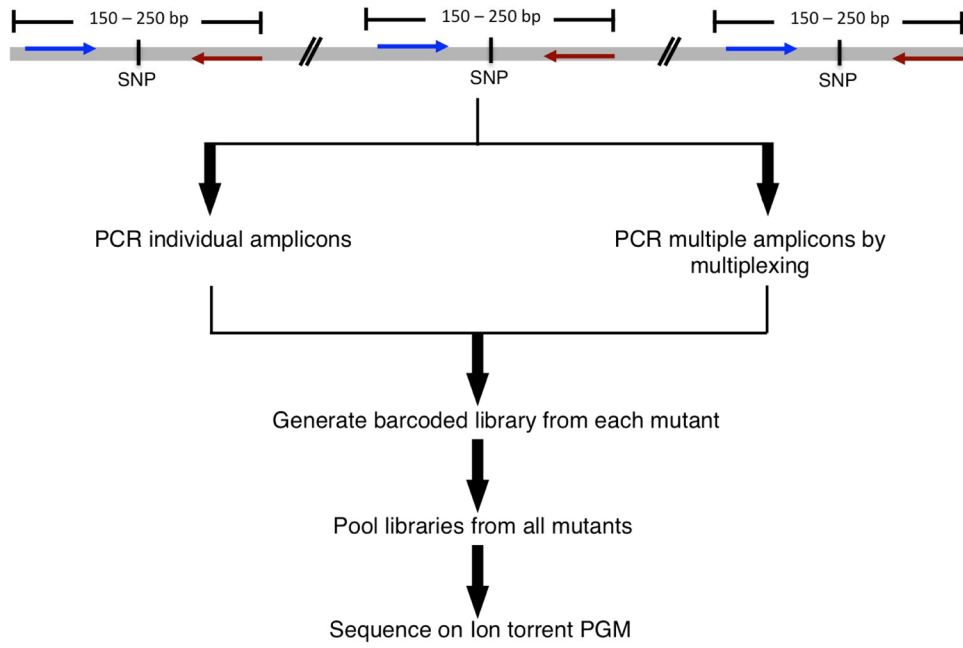 150 – 250 bp
150 – 250 bp
150 – 250 bp
SNP
SNP
SNP
PCR individual amplicons
PCR multiple amplicons by
multiplexing
Generate barcoded library from each mutant
Pool libraries from all mutants
Sequence on Ion torrent PGM